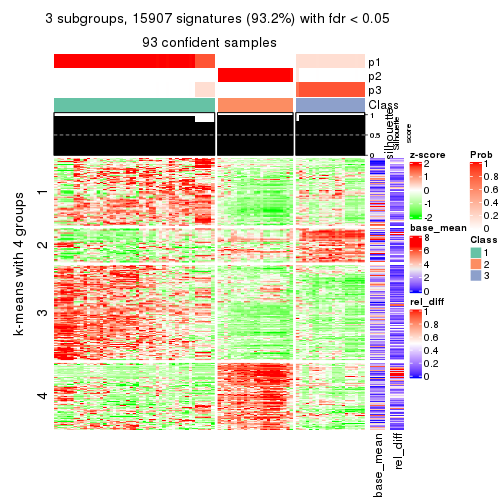 3 subgroups, 15907 signatures (93.2%) with fdr < 0.05
93 confident samples
p1
p2
p3
Class
1
0.5
0
silhouette
Silhouette
score
k-means with 4 groups
1
2
3
4
base_mean
rel_diff
z-score
2
1
0
-1
-2
base_mean
8
6
4
2
0
rel_diff
1
0.8
0.6
0.4
0.2
0
Prob
1
0.8
0.6
0.4
0.2
0
Class
1
2
3